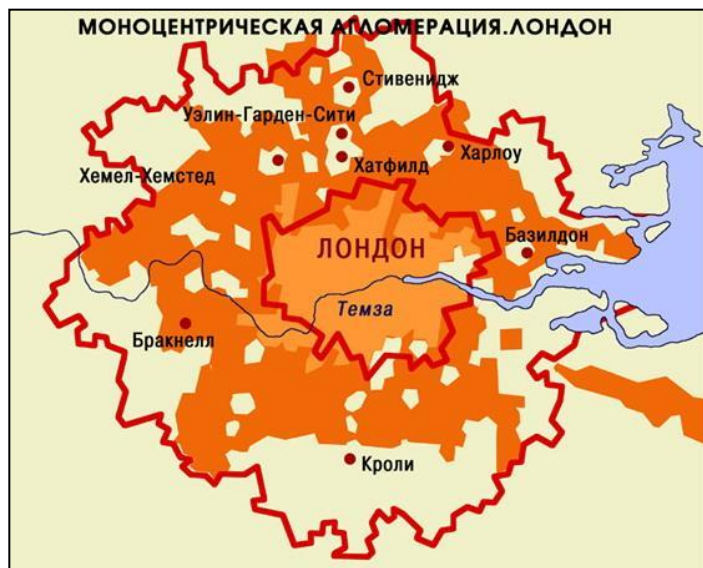 МОНОЦЕНТРИЧЕСКАЯ АГЛОМЕРАЦИЯ.ЛОНДОН
Стивенидж
Уэлин-Гарден-Сити
Харлоу
Хатфилд
Хемел-Хемстед
Базилдон
ЛОНДОН
Темза
Бракнелл
Кроли